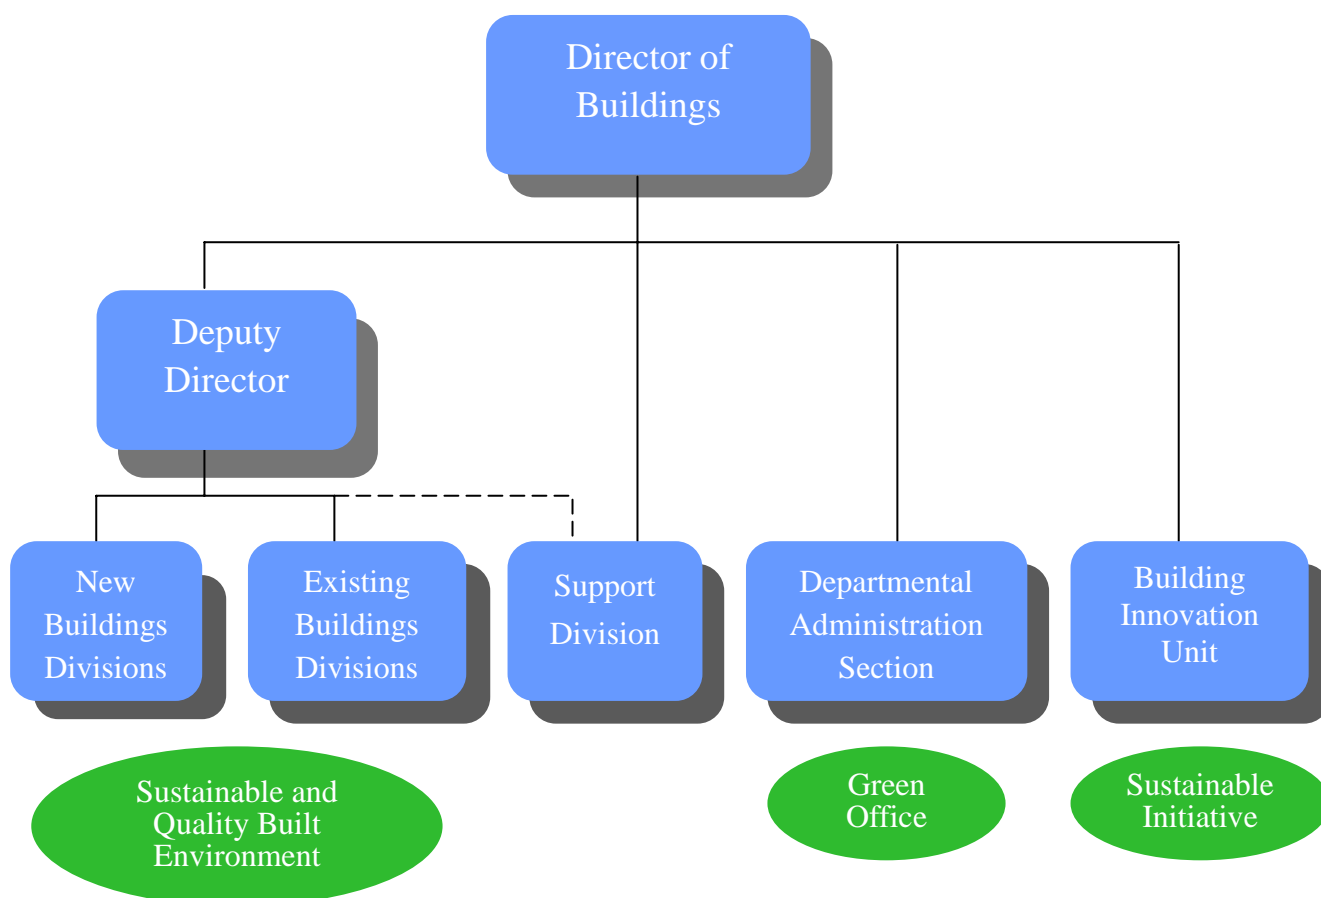 Director of
Buildings
Deputy
Director
New
Buildings
Divisions
Existing
Buildings
Divisions
Support
Division
Departmental
Administration
Section
Building
Innovation
Unit
Sustainable and
Quality Built
Environment
Green
Office
Sustainable
Initiative